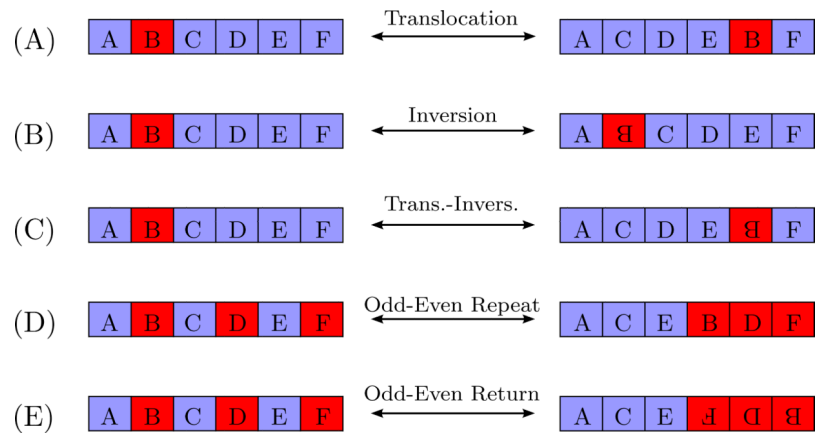 Translocation
(A) A B C D E F A C D E B F
Inversion
(B) A B C D E F A B C D E F
Trans.-Invers.
(C) A B C D E F A C D E B F
Odd-Even Repeat
(D) A B C D E F A C E B D F
Odd-Even Return
(E) A B C D E F A C E F D B